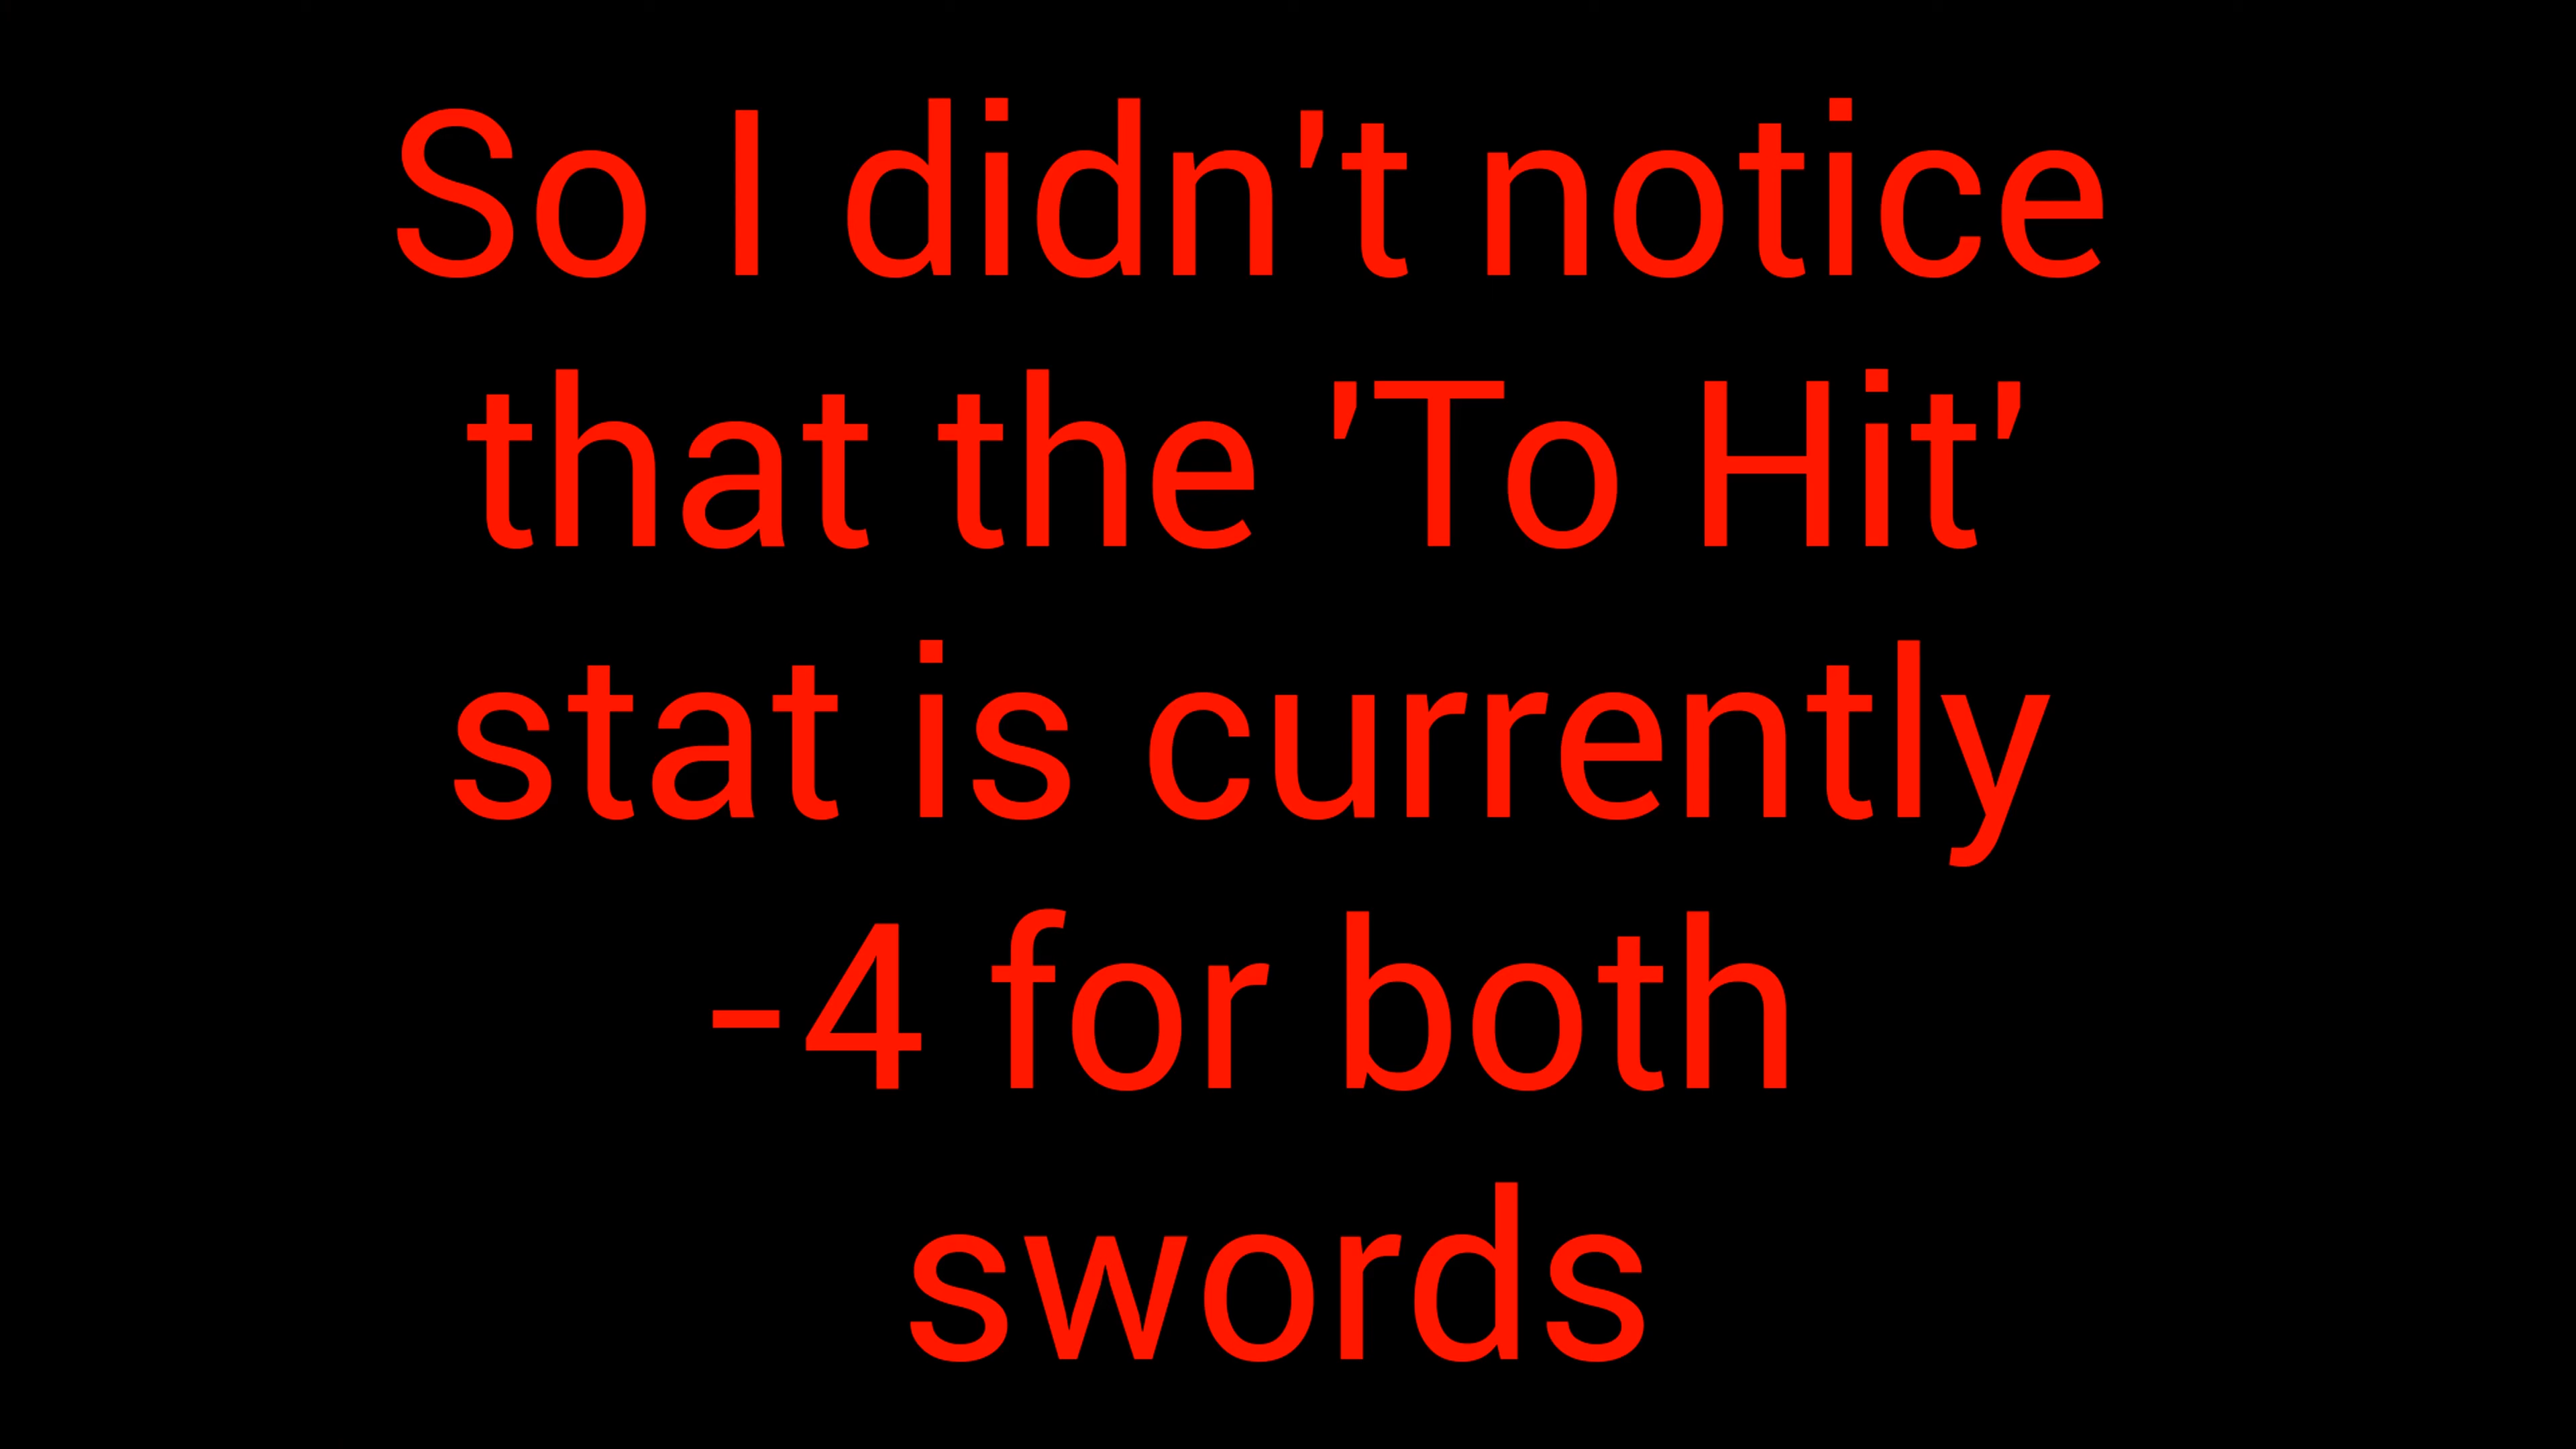 So I didn't notice
that the 'To Hit'
stat is currently
-4 for both
swords